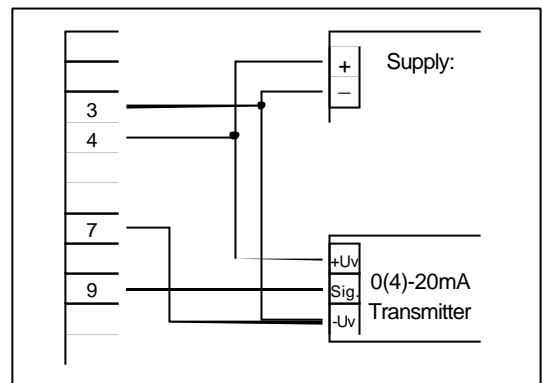 + Supply:
–
3
4
7
+Uv
9 Sig. 0(4)-20mA
-Uv Transmitter